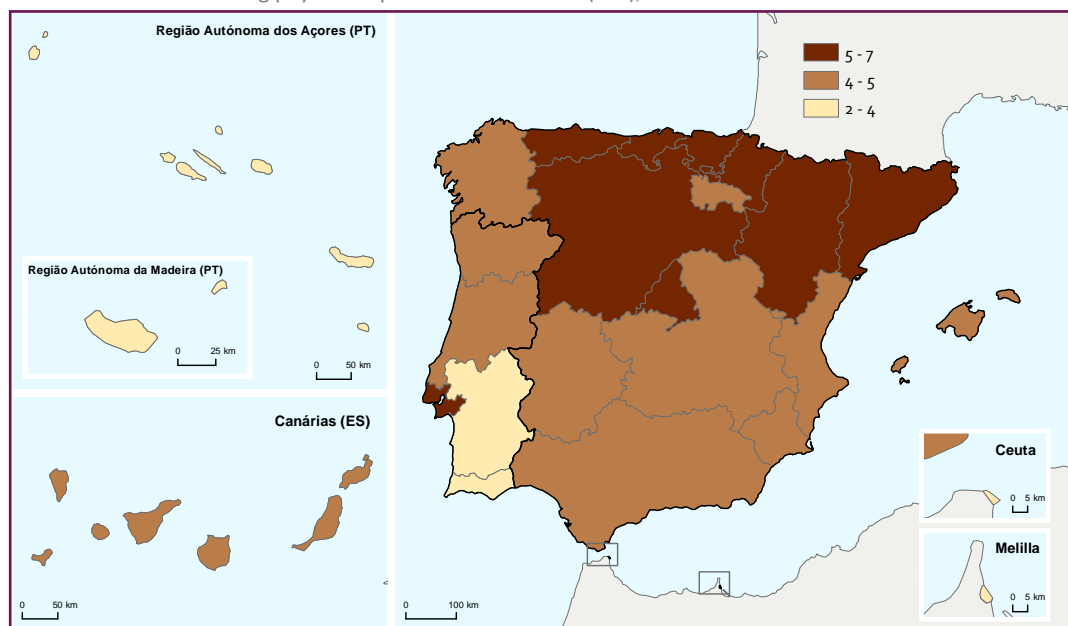 Região Autónoma dos Açores (PT)
5 - 7
4 - 5
2 - 4
Região Autónoma da Madeira (PT)
0 25 km
0 50 km
Canárias (ES)
0 50 km
0 100 km
Ceuta
0 5 km
Melilla
0 5 km